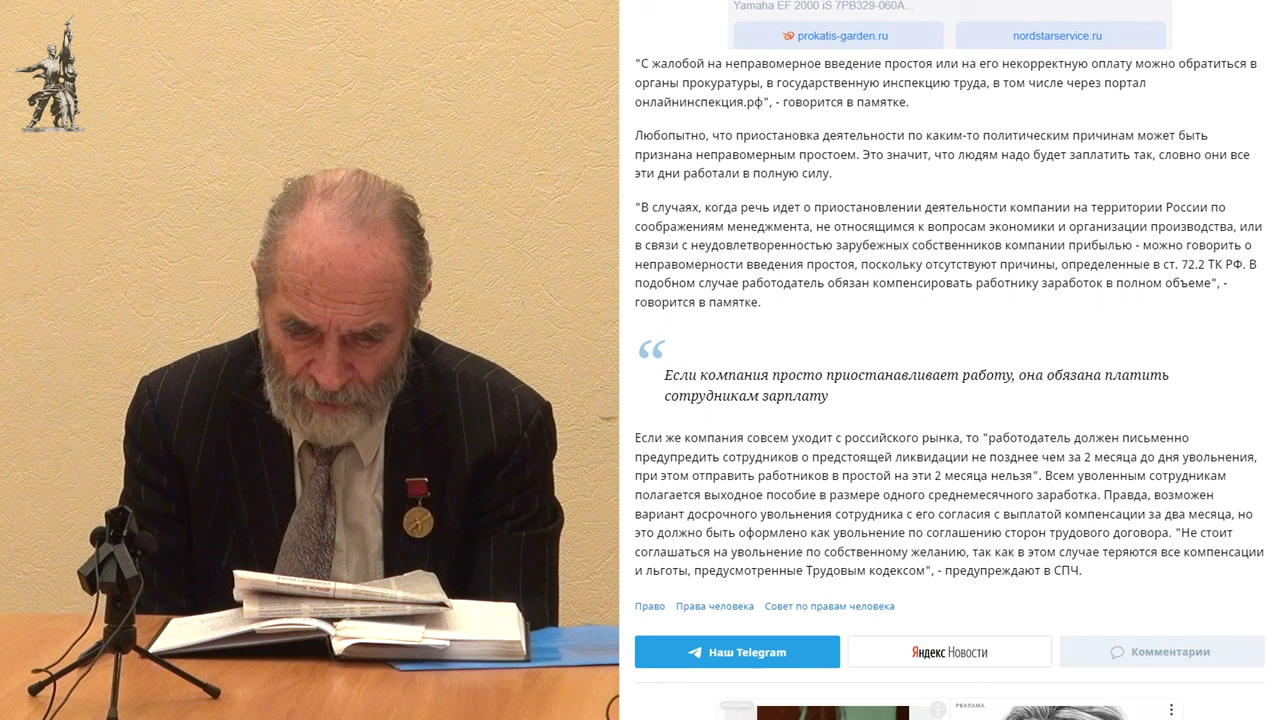 Yamaha EF 2000 iS 7PB329-060A...
prokatis-garden.ru
nordstarservice.ru
"С жалобой на неправомерное введение простоя или на его некорректную оплату можно обратиться в
органы прокуратуры, в государственную инспекцию труда, в том числе через портал
онлайнинспекция.рф", - говорится в памятке.
Любопытно, что приостановка деятельности по каким-то политическим причинам может быть
признана неправомерным простоем. Это значит, что людям надо будет заплатить так, словно они все
эти дни работали в полную силу.
"В случаях, когда речь идет о приостановлении деятельности компании на территории России по
соображениям менеджмента, не относящимся к вопросам экономики и организации производства, или
в связи с неудовлетворенностью зарубежных собственников компании прибылью - можно говорить о
неправомерности введения простоя, поскольку отсутствуют причины, определенные в ст. 72.2 ТК РФ. В
подобном случае работодатель обязан компенсировать работнику заработок в полном объеме", -
говорится в памятке.
“
Если компания просто приостанавливает работу, она обязана платить
сотрудникам зарплату
Если же компания совсем уходит с российского рынка, то "работодатель должен письменно
предупредить сотрудников о предстоящей ликвидации не позднее чем за 2 месяца до дня увольнения,
при этом отправить работников в простой на эти 2 месяца нельзя". Всем уволенным сотрудникам
полагается выходное пособие в размере одного среднемесячного заработка. Правда, возможен
вариант досрочного увольнения сотрудника с его согласия с выплатой компенсации за два месяца, но
это должно быть оформлено как увольнение по соглашению сторон трудового договора. "Не стоит
соглашаться на увольнение по собственному желанию, так как в этом случае теряются все компенсации
и льготы, предусмотренные Трудовым кодексом", - предупреждают в СПЧ.
Право Права человека Совет по правам человека
Наш Telegram
Яндекс Новости
Комментарии
РЕКЛАМА
РЕКЛАМА